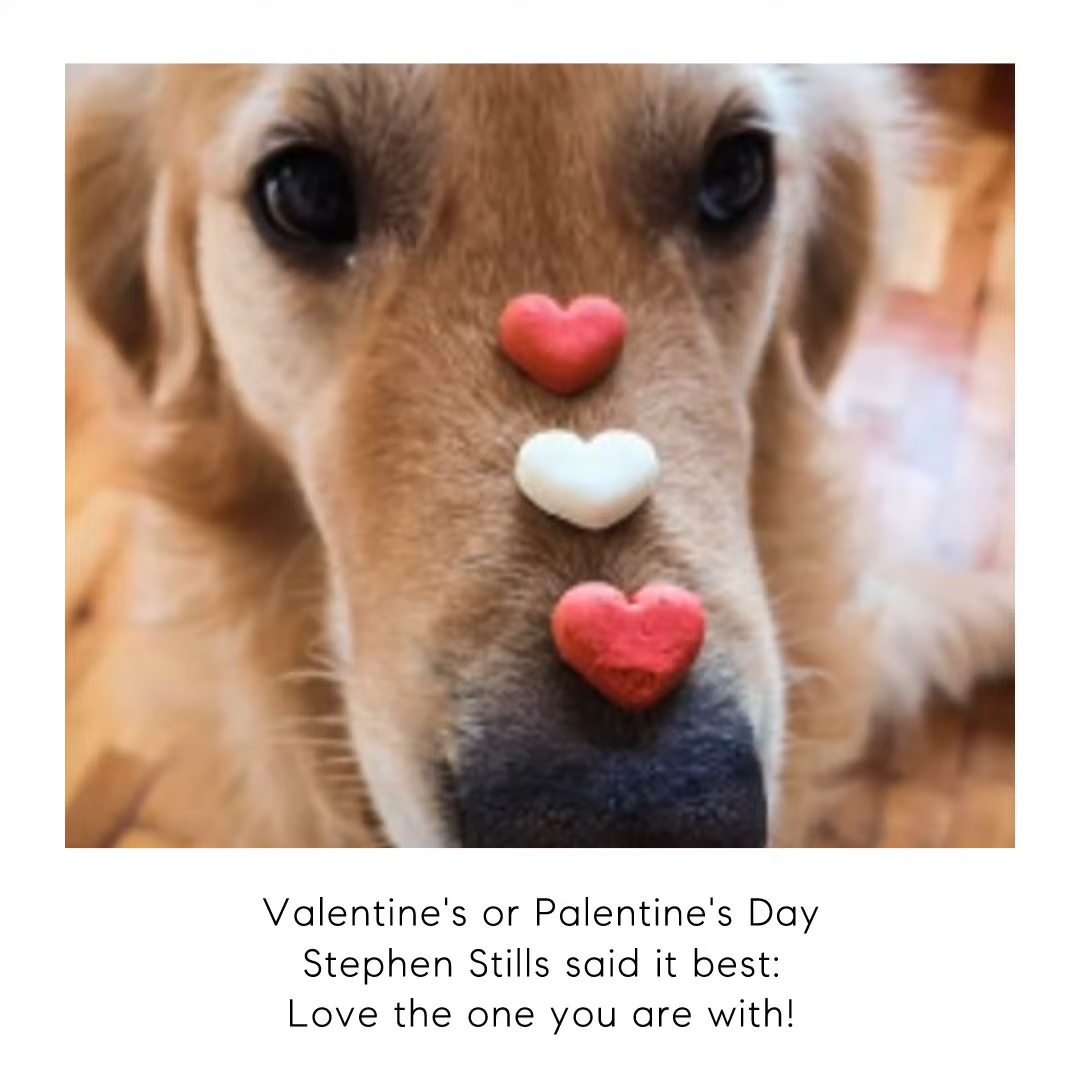 Valentine's or Palentine's Day
Stephen Stills said it best:
Love the one you are with!